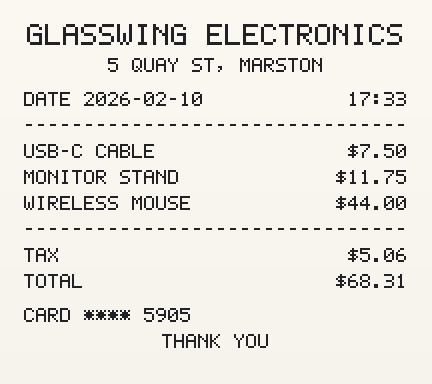 GLASSWING ELECTRONICS
5 QUAY ST, MARSTON
DATE 2026-02-10 17:33
--------------------------------
USB-C CABLE $7.50
MONITOR STAND $11.75
WIRELESS MOUSE $44.00
--------------------------------
TAX $5.06
TOTAL $68.31
CARD **** 5905
THANK YOU